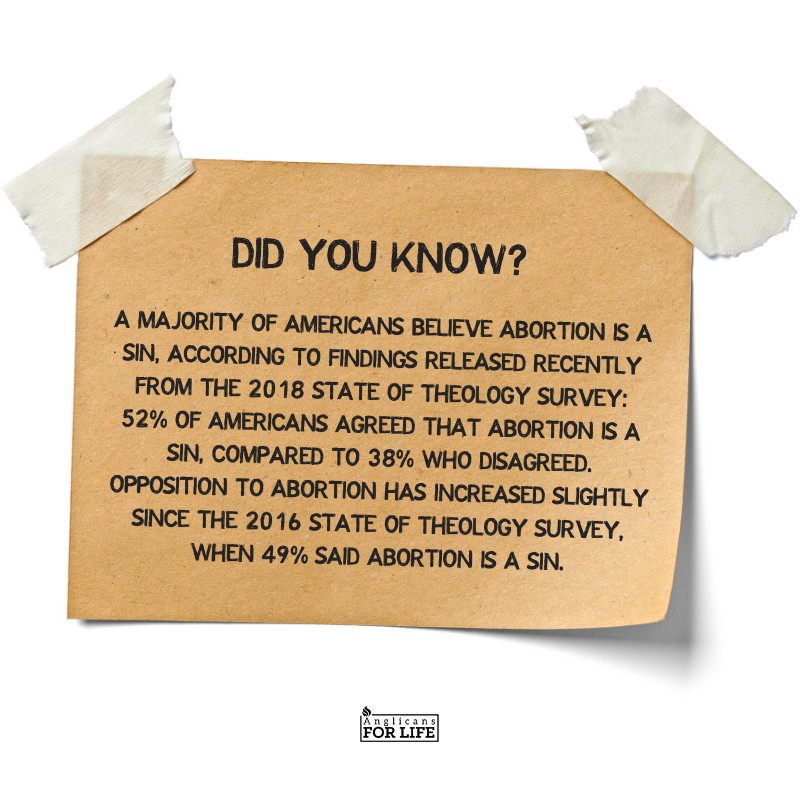 DID YOU KNOW?
A MAJORITY OF AMERICANS BELIEVE ABORTION IS A
SIN, ACCORDING TO FINDINGS RELEASED RECENTLY
FROM THE 2018 STATE OF THEOLOGY SURVEY:
52% OF AMERICANS AGREED THAT ABORTION IS A
SIN, COMPARED TO 38% WHO DISAGREED.
OPPOSITION TO ABORTION HAS INCREASED SLIGHTLY
SINCE THE 2016 STATE OF THEOLOGY SURVEY,
WHEN 49% SAID ABORTION IS A SIN.
Anglicans
FOR LIFE